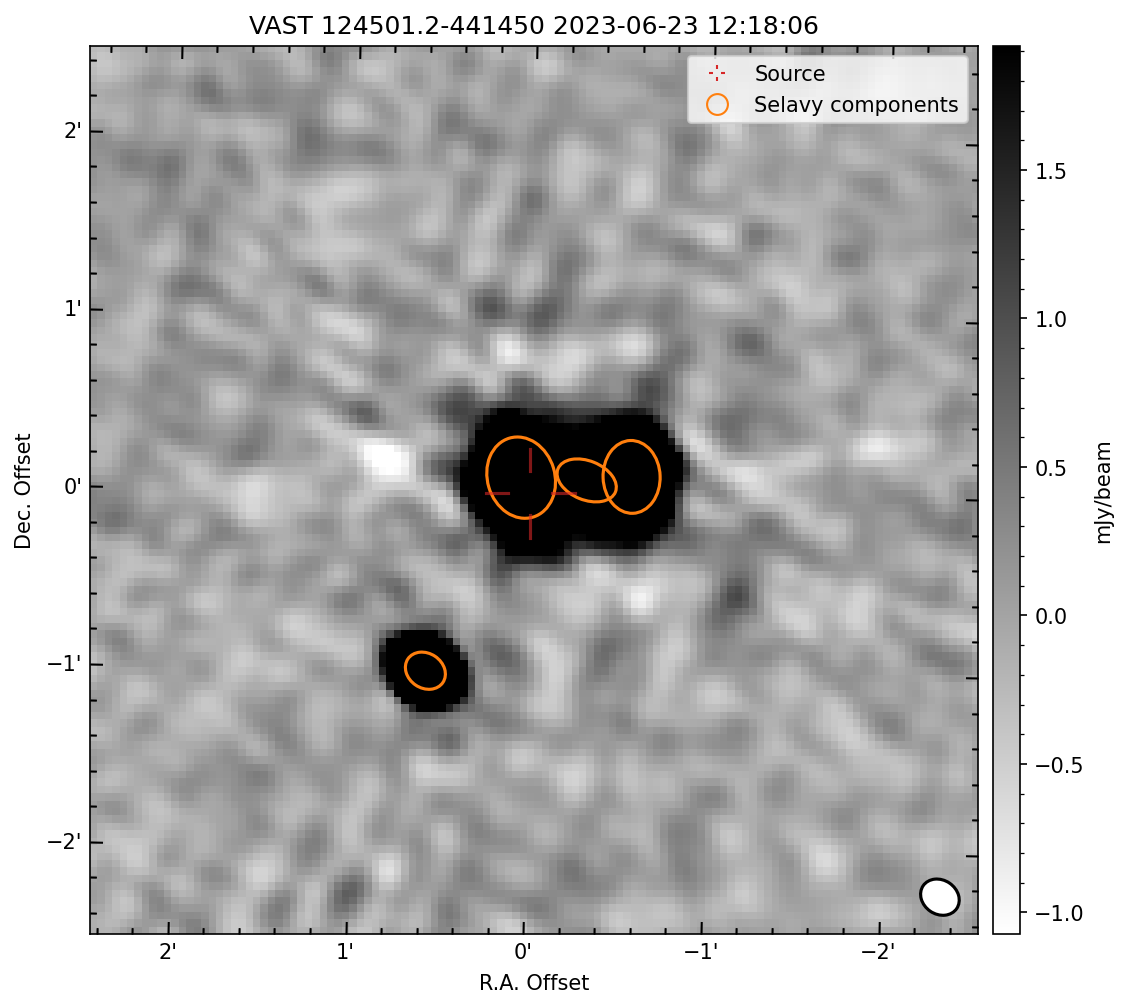 VAST 124501.2-441450 2023-06-23 12:18:06
Source
Selavy components
2'
1'
0'
−1'
−2'
Dec. Offset
2'
1'
0'
−1'
−2'
R.A. Offset
1.5
1.0
0.5
0.0
−0.5
−1.0
mJy/beam